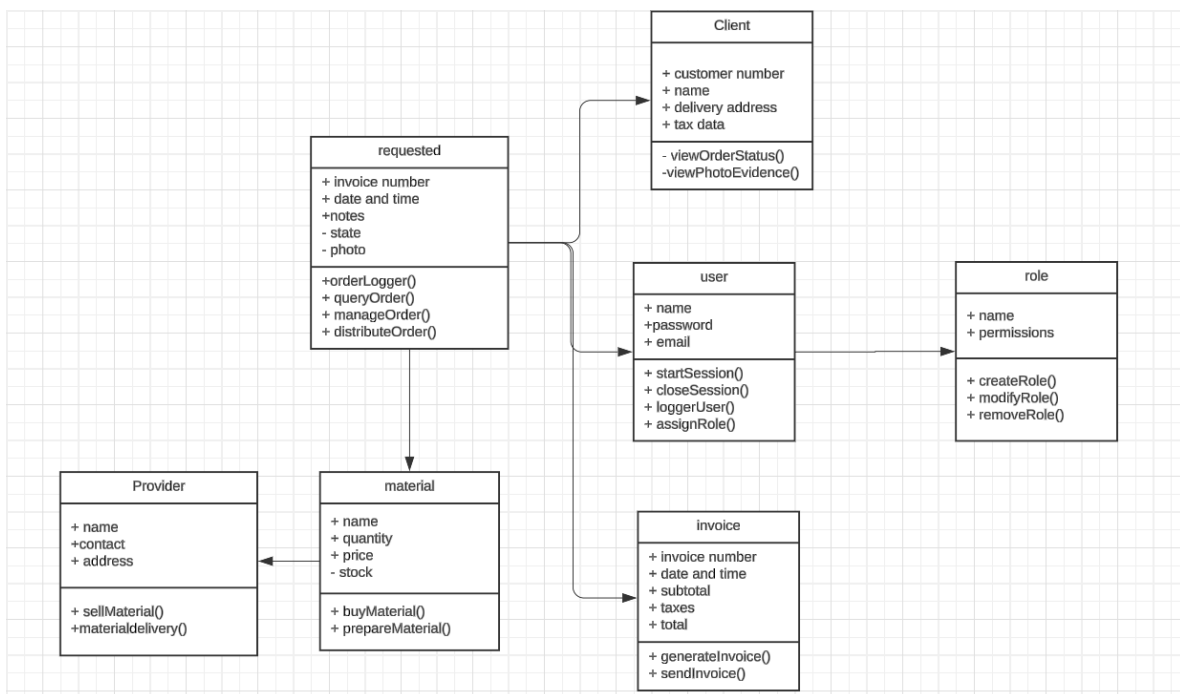 Client
+ customer number
+ name
+ delivery address
+ tax data
- viewOrderStatus()
-viewPhotoEvidence()
requested
+ invoice number
+ date and time
+notes
- state
- photo
+orderLogger()
+ queryOrder()
+ manageOrder()
+ distributeOrder()
user
+ name
+password
+ email
+ startSession()
+ closeSession()
+ loggerUser()
+ assignRole()
role
+ name
+ permissions
+ createRole()
+ modifyRole()
+ removeRole()
Provider
+ name
+contact
+ address
+ sellMaterial()
+materialdelivery()
material
+ name
+ quantity
+ price
- stock
+ buyMaterial()
+ prepareMaterial()
invoice
+ invoice number
+ date and time
+ subtotal
+ taxes
+ total
+ generateInvoice()
+ sendInvoice()